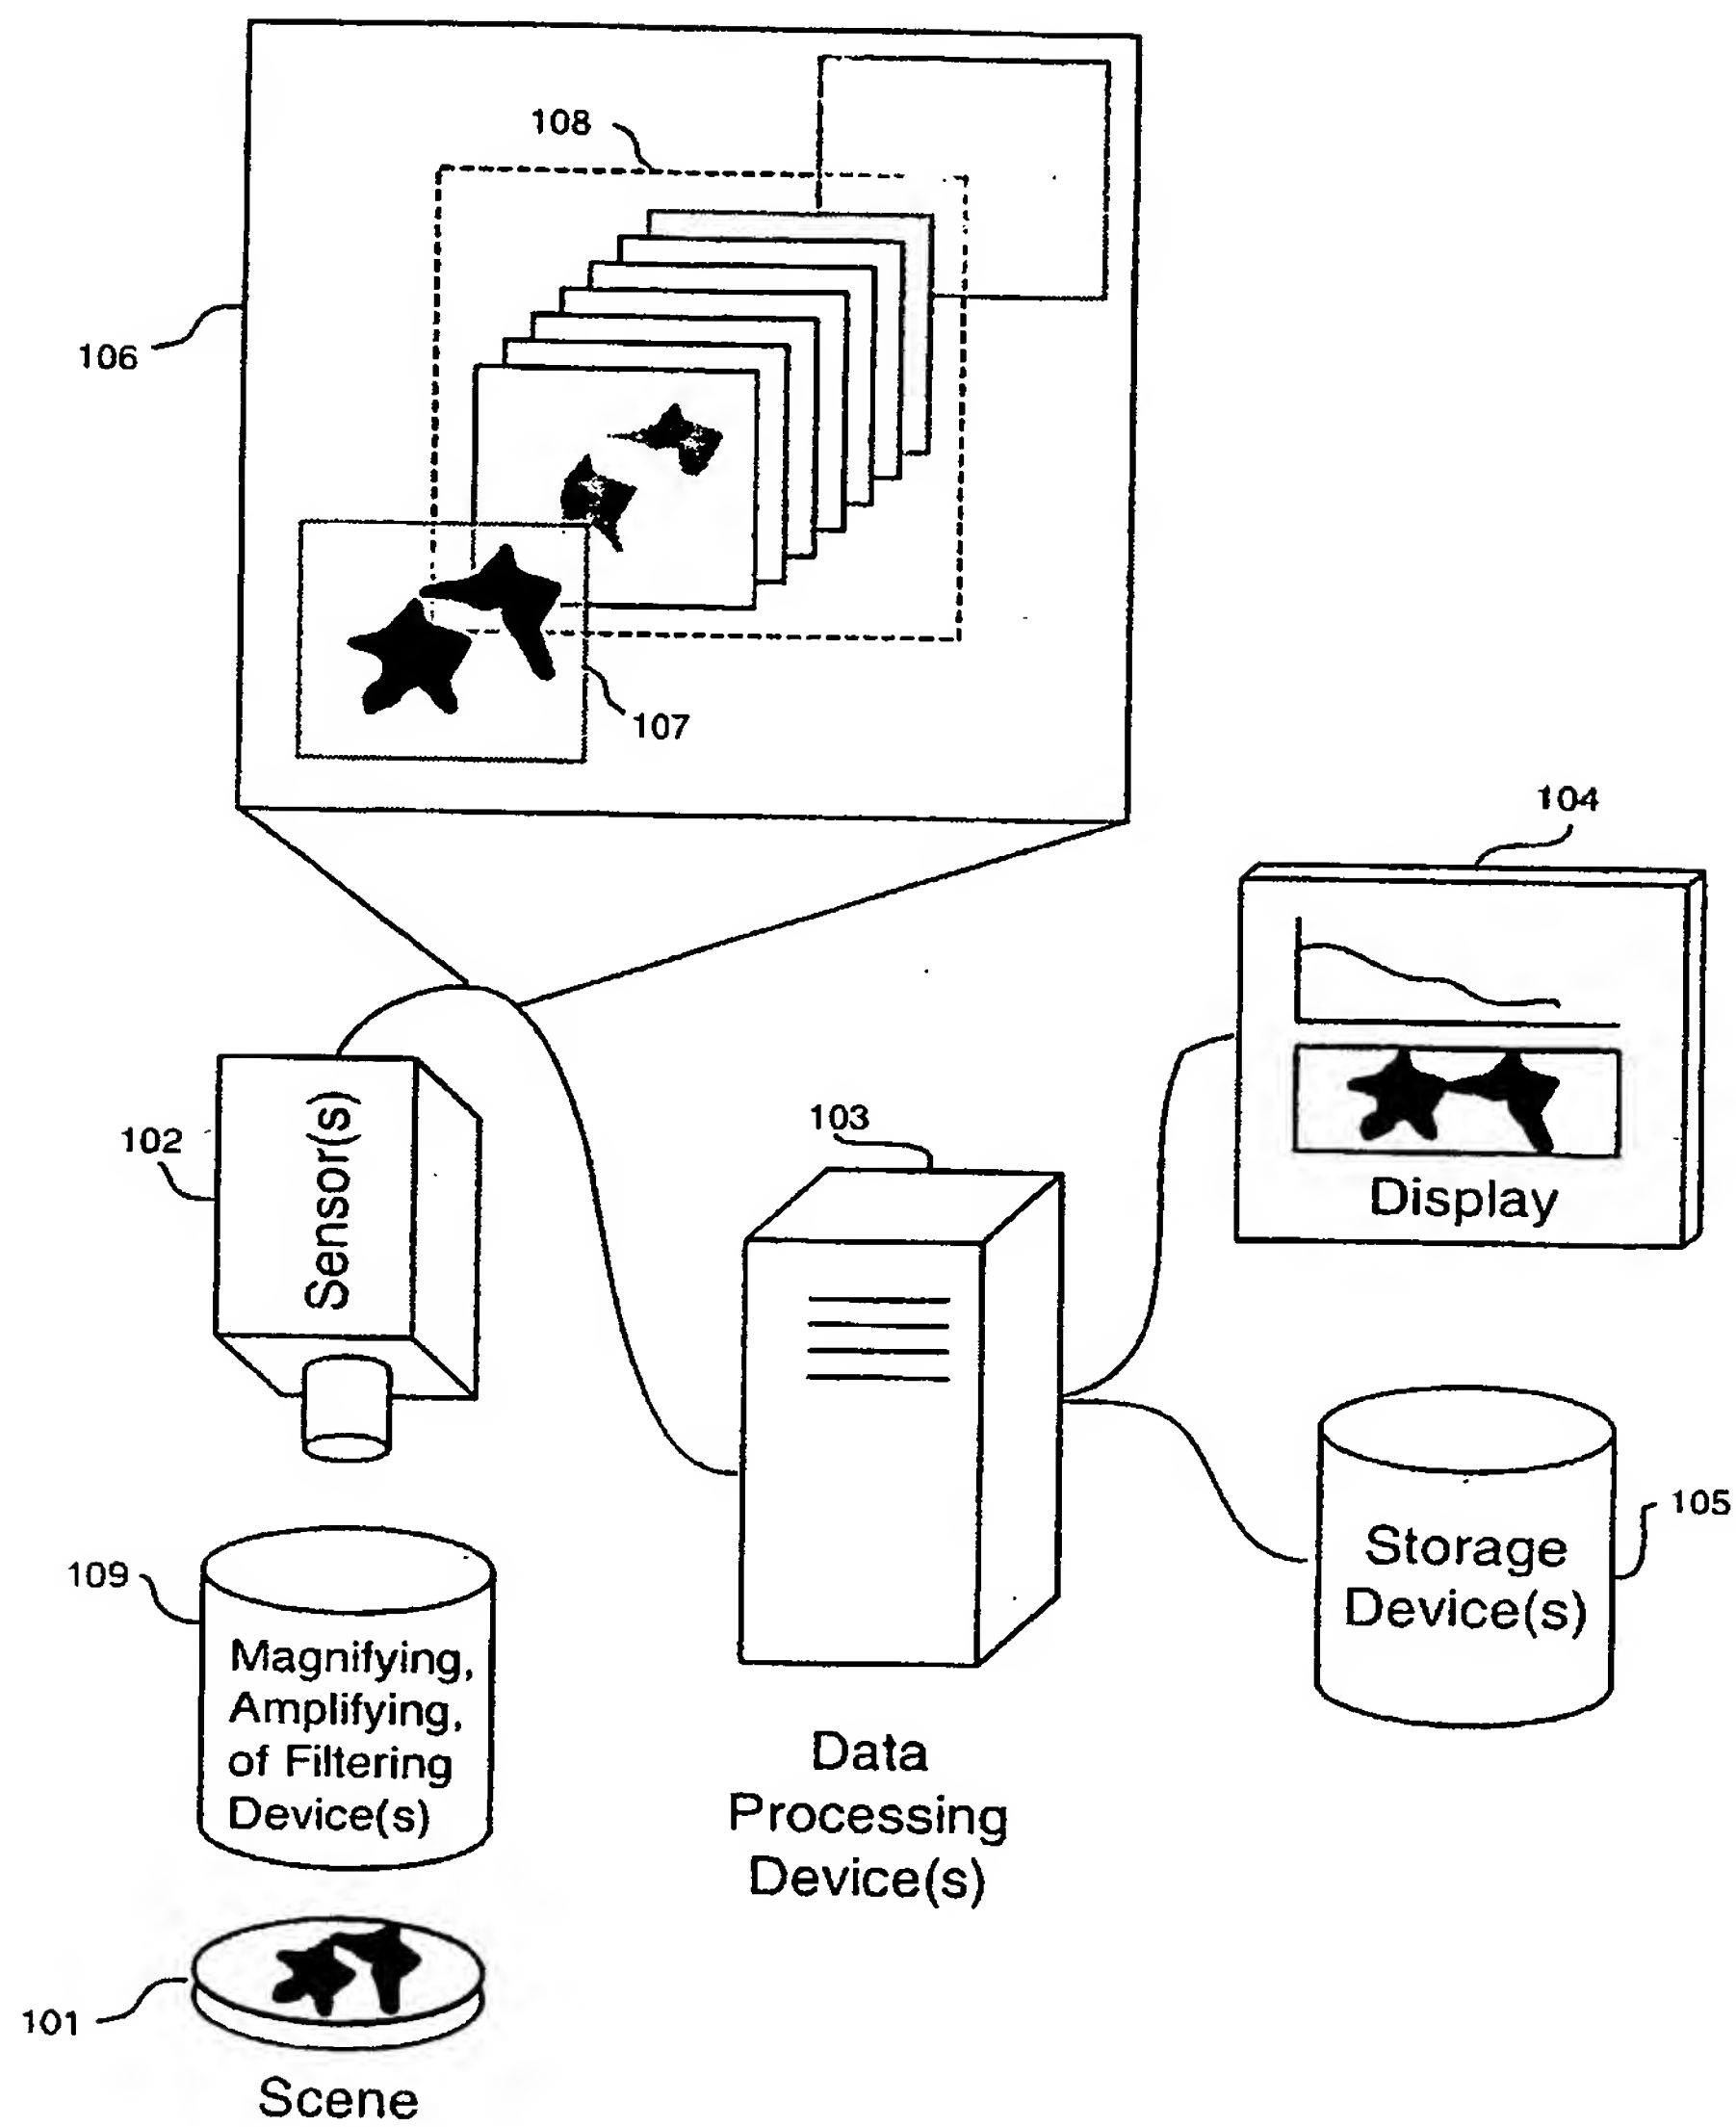 108
106
107
104
Sensor(s)
102
103
Display
105
Storage
Device(s)
109
Magnifying,
Amplifying,
of Filtering
Device(s)
Data
Processing
Device(s)
101
Scene